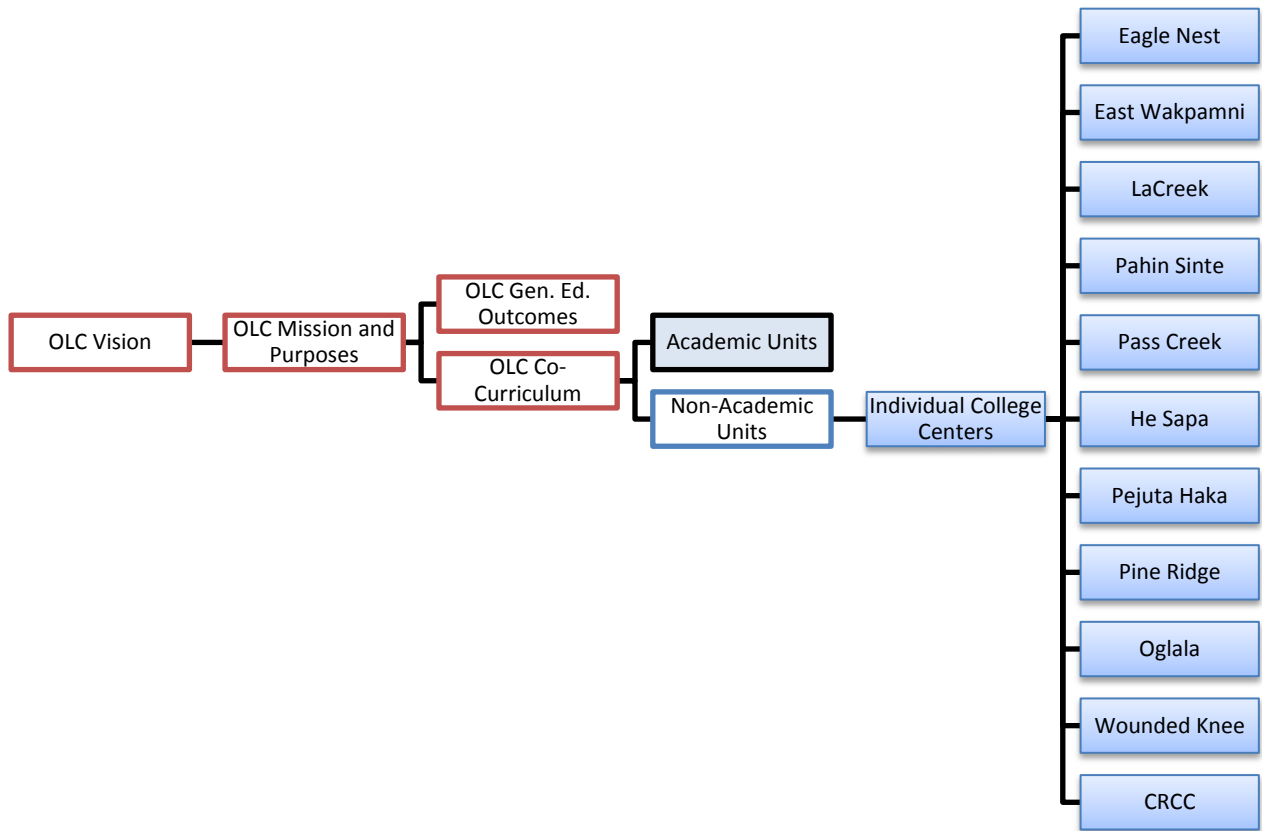 OLC Vision
OLC Mission and
Purposes
OLC Gen. Ed.
Outcomes
OLC Co-
Curriculum
Academic Units
Non-Academic
Units
Individual College
Centers
Eagle Nest
East Wakpamni
LaCreek
Pahin Sinte
Pass Creek
He Sapa
Pejuta Haka
Pine Ridge
Oglala
Wounded Knee
CRCC